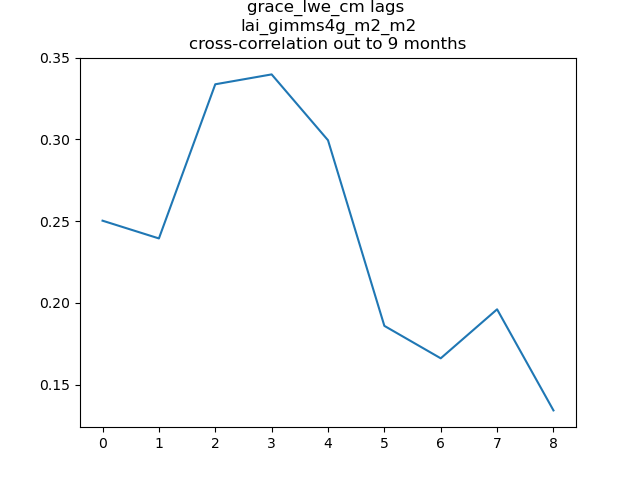 grace_lwe_cm lags
lai_gimms4g_m2_m2
cross-correlation out to 9 months
0.35
0.30
0.25
0.20
0.15
0 1 2 3 4 5 6 7 8